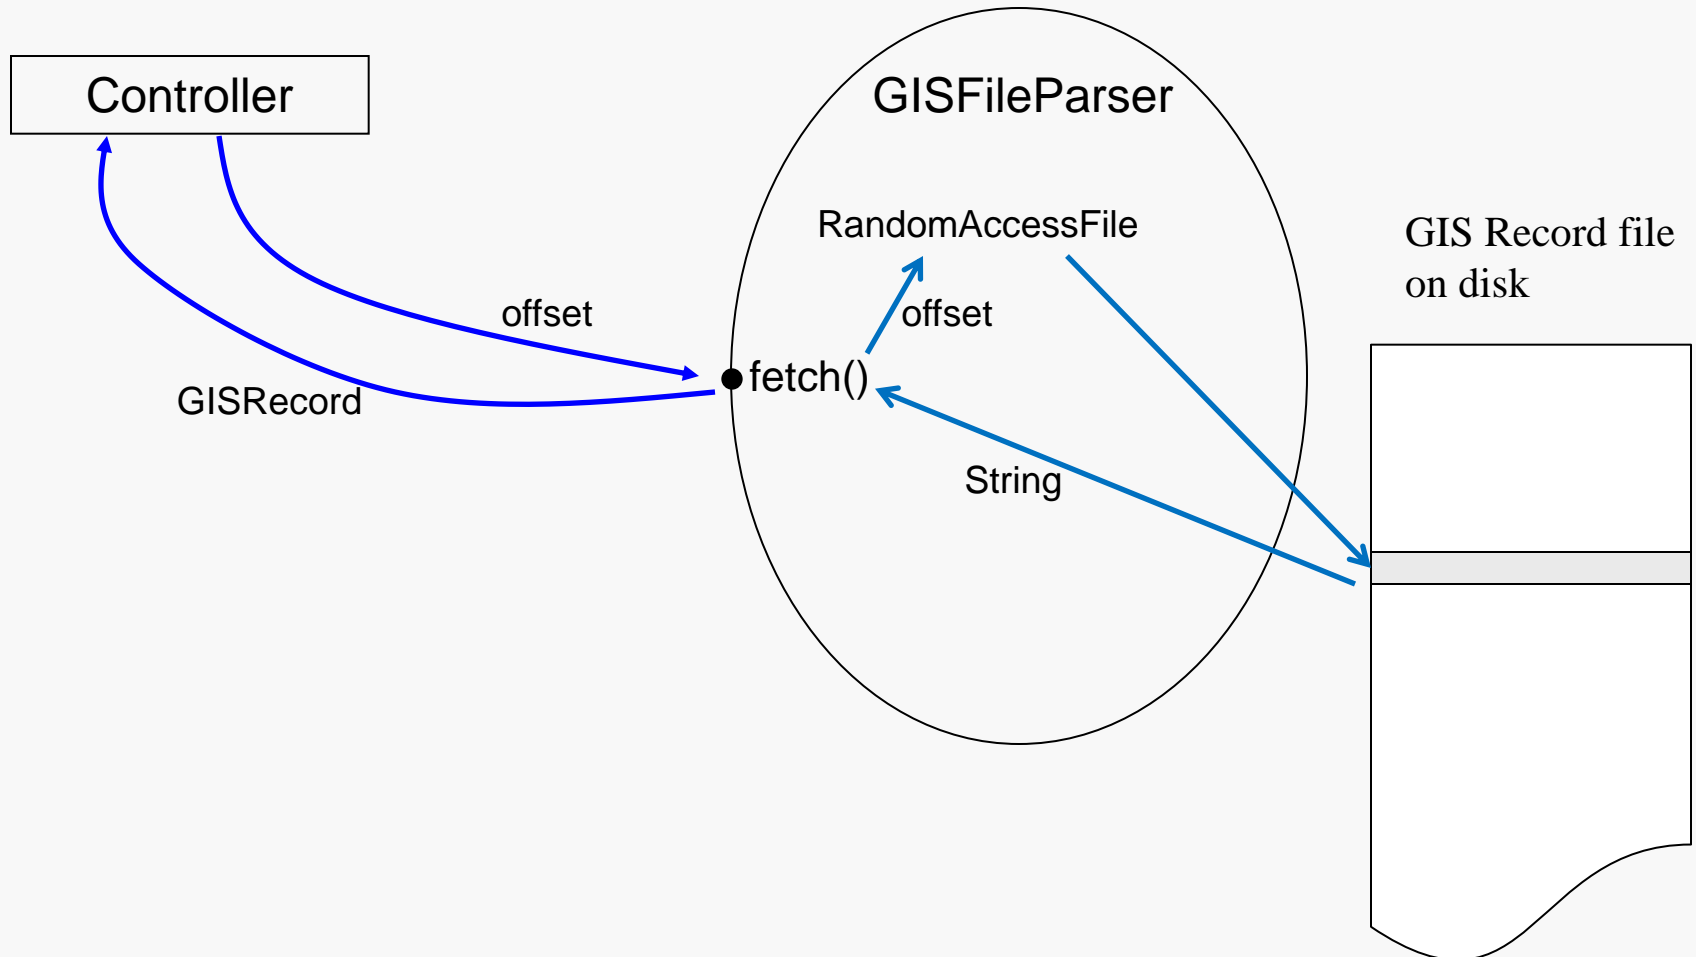 Controller
GISFileParser
RandomAccessFile
GIS Record file
on disk
offset
offset
fetch()
GISRecord
String